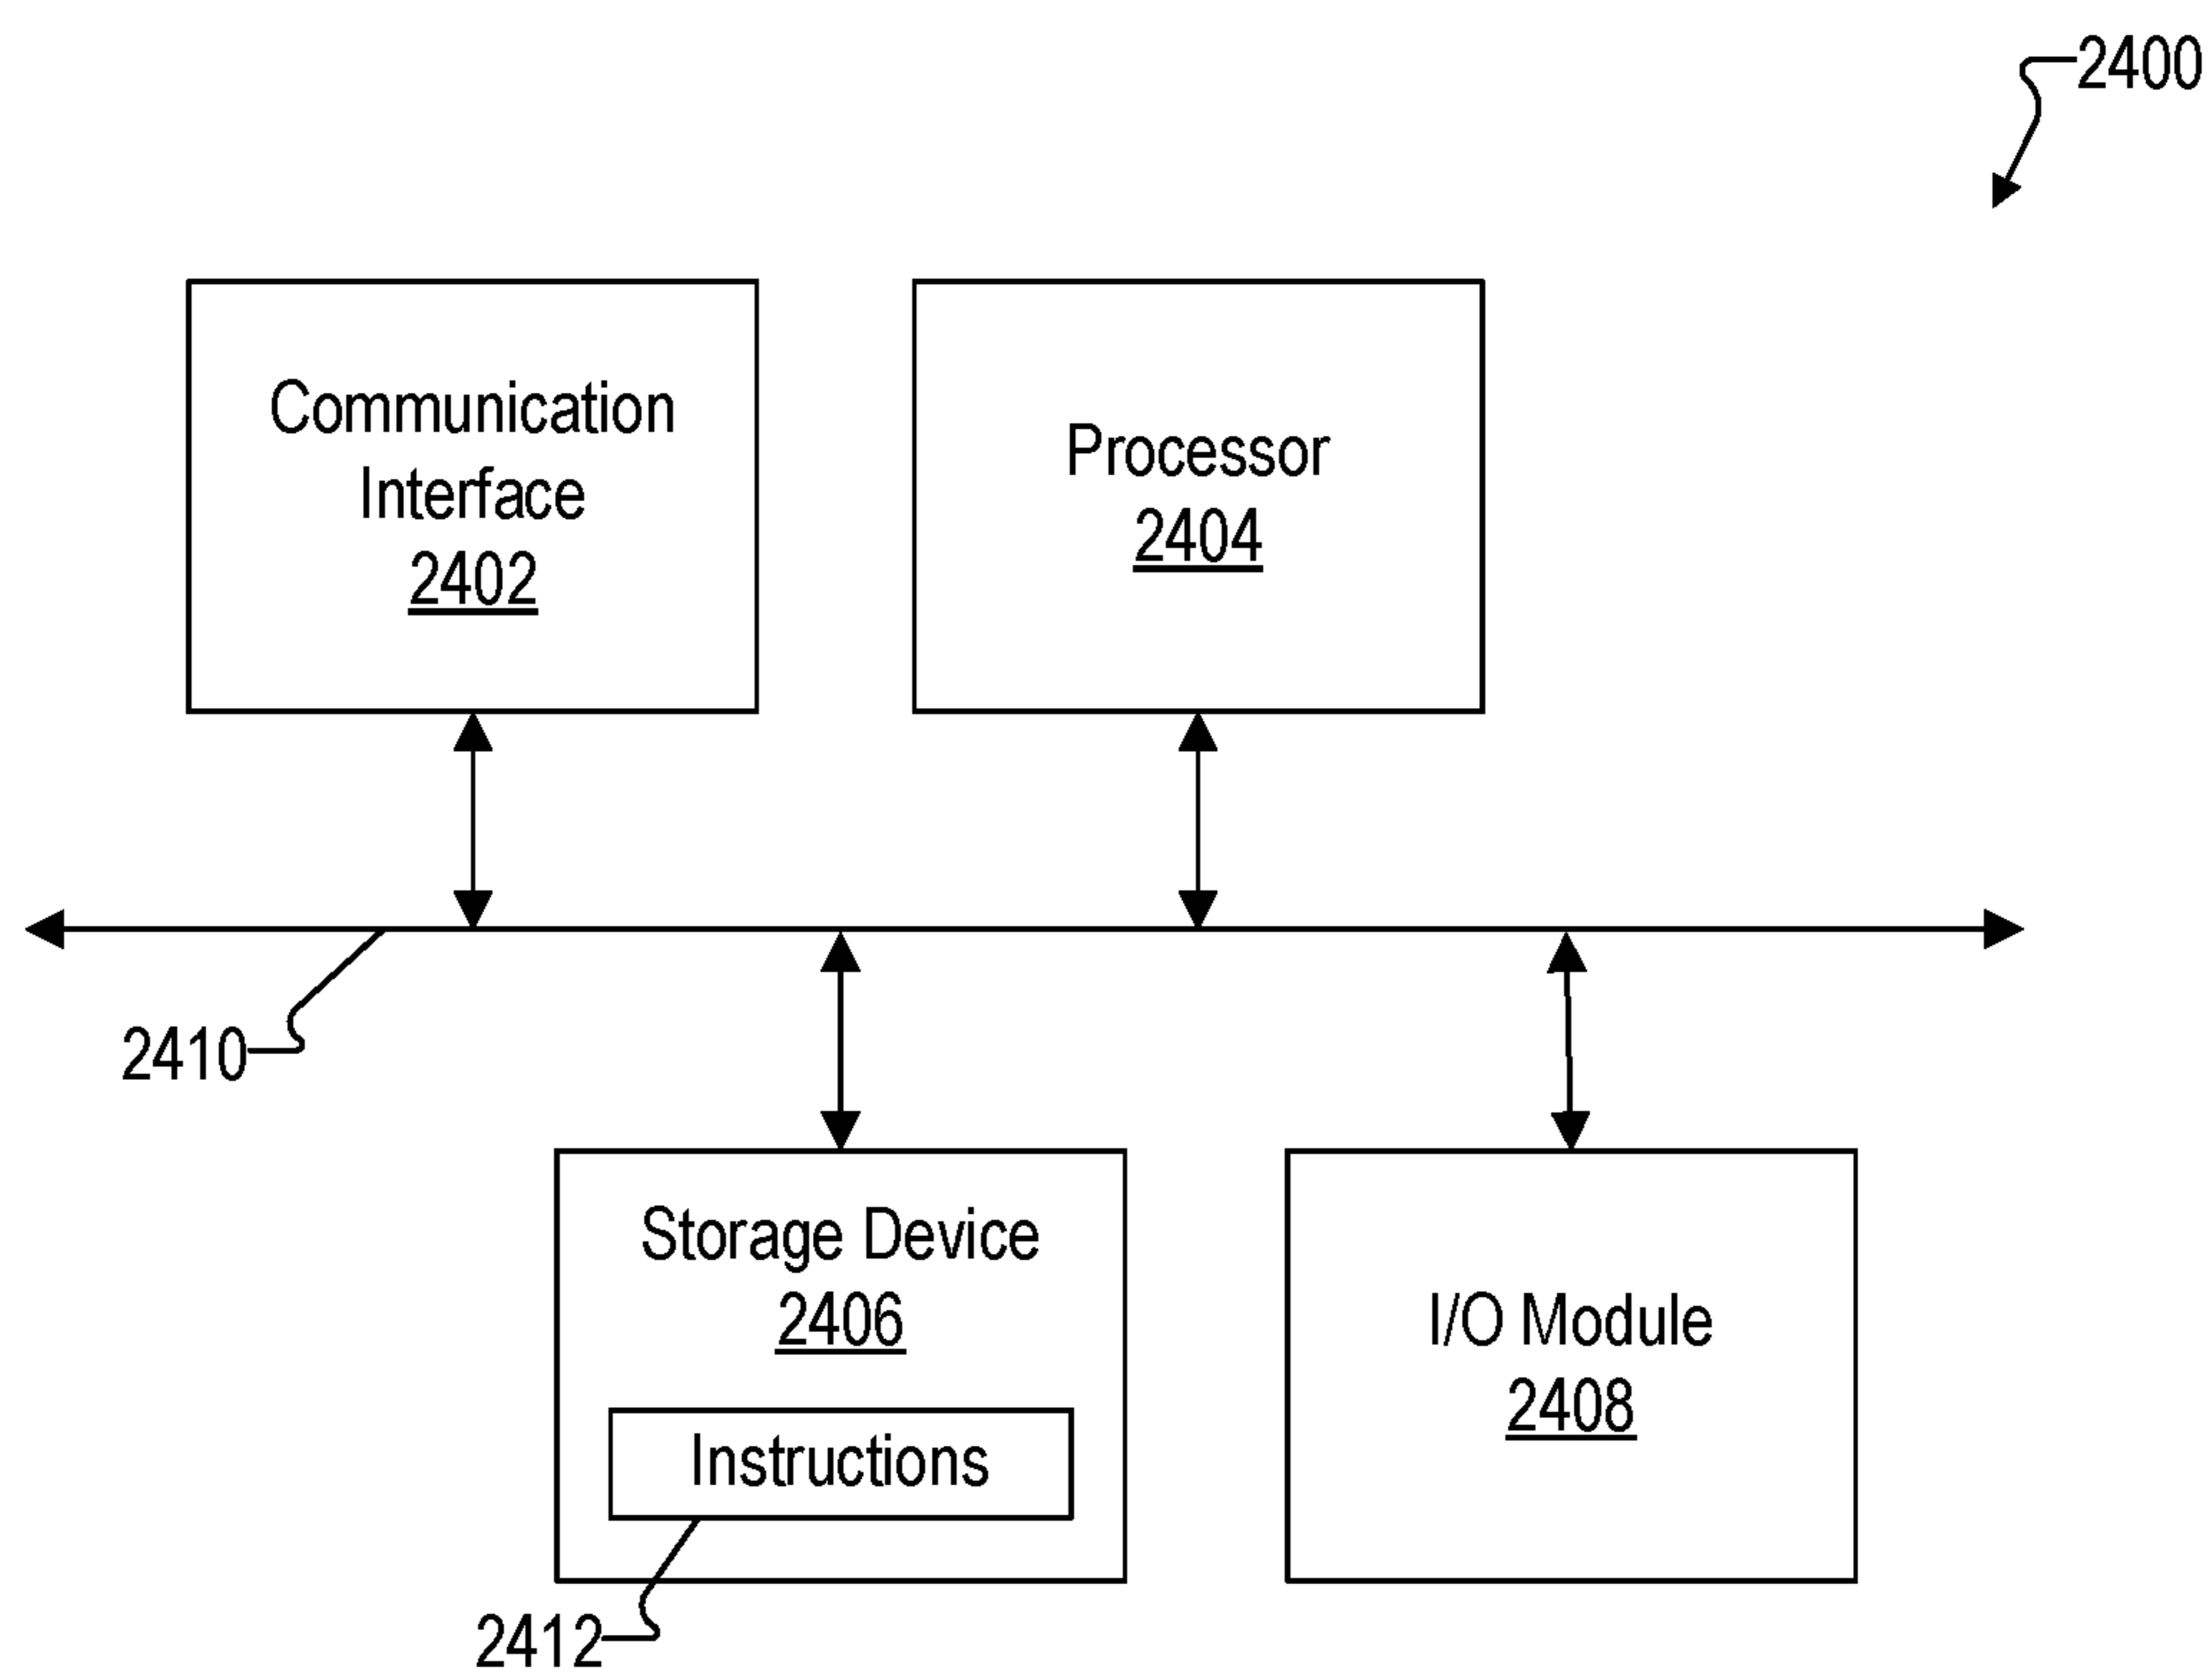 2400
Communication
Interface
2402
Processor
2404
2410
Storage Device
2406
Instructions
2412
I/O Module
2408